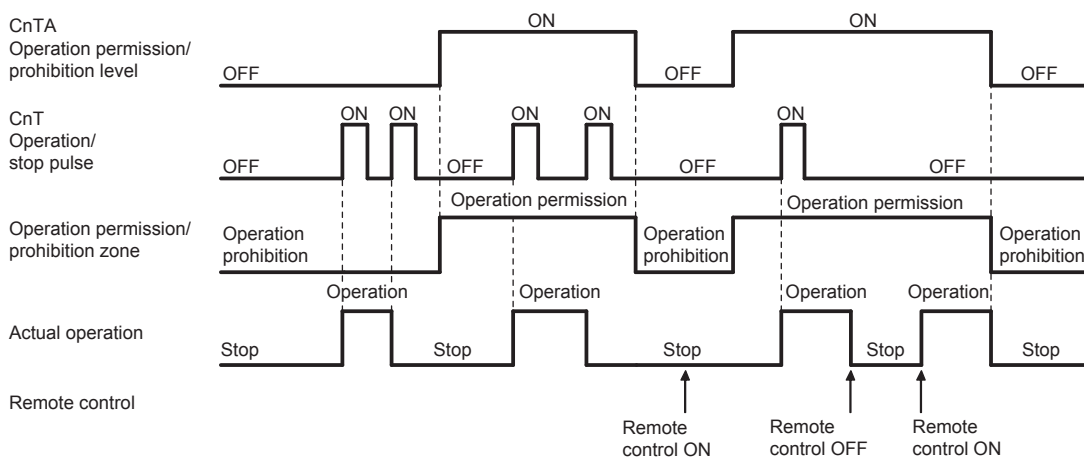 CnTA
Operation permission/
prohibition level
OFF
ON
OFF
ON
OFF
CnT
Operation/
stop pulse
OFF
ON
ON
OFF
ON
ON
OFF
ON
OFF
Operation permission/
prohibition zone
Operation
prohibition
Operation permission
Operation
prohibition
Operation permission
Operation
prohibition
Actual operation
Stop
Operation
Stop
Operation
Stop
Operation
Stop
Operation
Stop
Remote control
Remote
control ON
Remote
control OFF
Remote
control ON